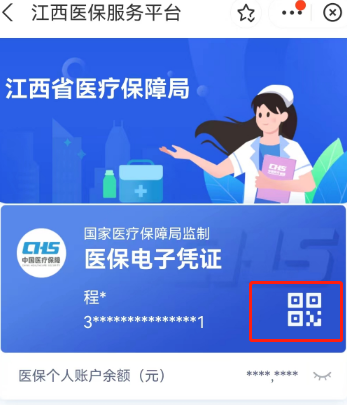 江西医保服务平台
江西省医疗保障局
CHS
中国医疗保障
国家医疗保障局监制
医保电子凭证
程*
3***************1
医保个人账户余额（元）
****.****